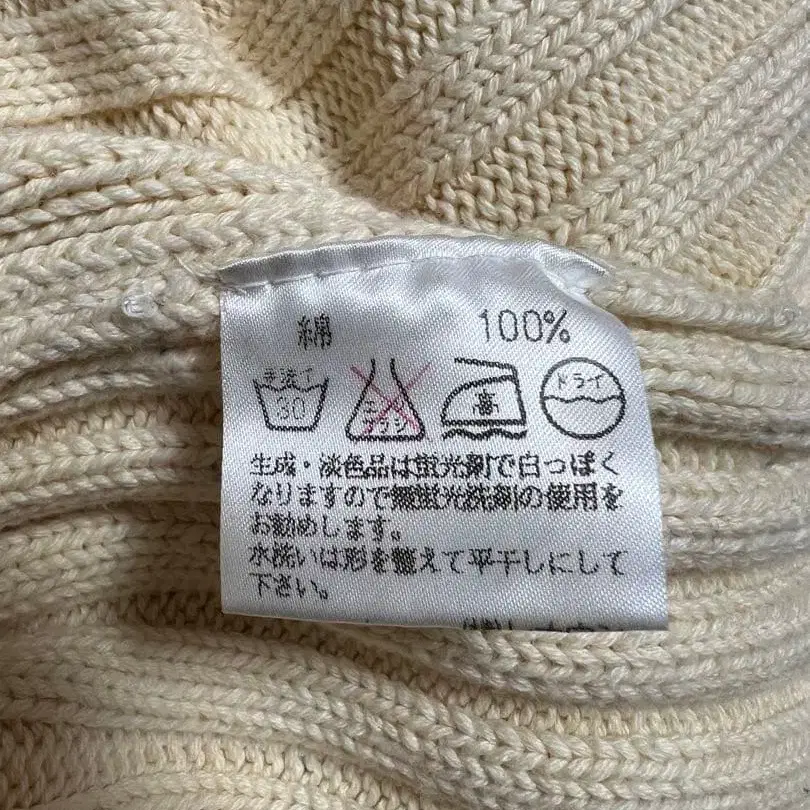 綿 100%
手洗イ
30
エンソ
サラシ
高
ドライ
生成・淡色品は蛍光剤で白っぽく
なりますので無蛍光洗剤の使用を
お勧めします。
水洗いは形を整えて平干しにして
下さい。